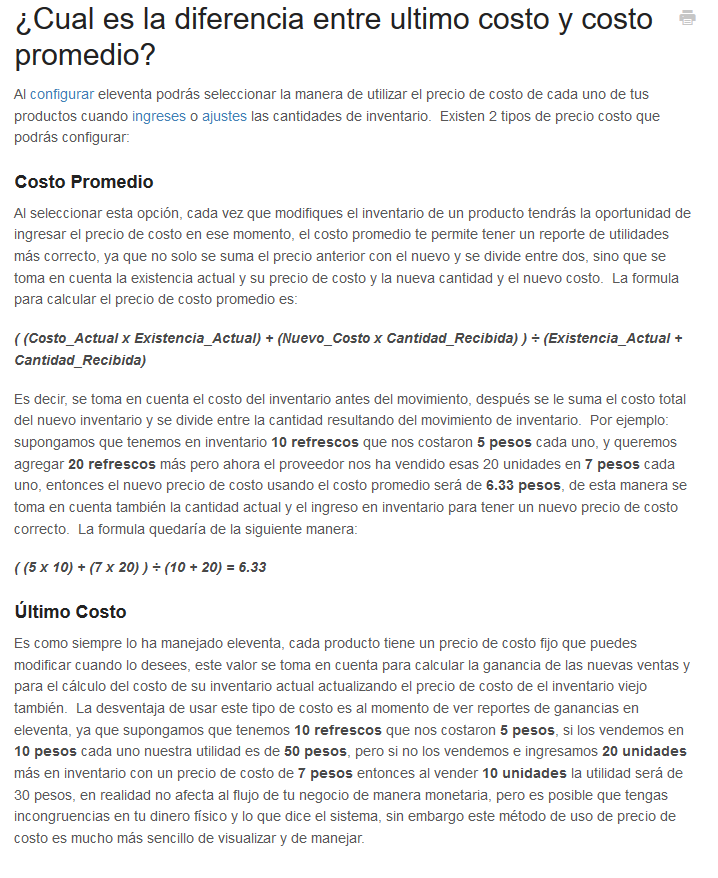 ¿Cual es la diferencia entre ultimo costo y costo
promedio?
Al configurar eleventa podrás seleccionar la manera de utilizar el precio de costo de cada uno de tus
productos cuando ingreses o ajustes las cantidades de inventario.  Existen 2 tipos de precio costo que
podrás configurar:
Costo Promedio
Al seleccionar esta opción, cada vez que modifiques el inventario de un producto tendrás la oportunidad de
ingresar el precio de costo en ese momento, el costo promedio te permite tener un reporte de utilidades
más correcto, ya que no solo se suma el precio anterior con el nuevo y se divide entre dos, sino que se
toma en cuenta la existencia actual y su precio de costo y la nueva cantidad y el nuevo costo.  La formula
para calcular el precio de costo promedio es:
( (Costo_Actual x Existencia_Actual) + (Nuevo_Costo x Cantidad_Recibida) ) ÷ (Existencia_Actual +
Cantidad_Recibida)
Es decir, se toma en cuenta el costo del inventario antes del movimiento, después se le suma el costo total
del nuevo inventario y se divide entre la cantidad resultando del movimiento de inventario.  Por ejemplo:
supongamos que tenemos en inventario 10 refrescos que nos costaron 5 pesos cada uno, y queremos
agregar 20 refrescos más pero ahora el proveedor nos ha vendido esas 20 unidades en 7 pesos cada
uno, entonces el nuevo precio de costo usando el costo promedio será de 6.33 pesos, de esta manera se
toma en cuenta también la cantidad actual y el ingreso en inventario para tener un nuevo precio de costo
correcto.  La formula quedaría de la siguiente manera:
( (5 x 10) + (7 x 20) ) ÷ (10 + 20) = 6.33
Último Costo
Es como siempre lo ha manejado eleventa, cada producto tiene un precio de costo fijo que puedes
modificar cuando lo desees, este valor se toma en cuenta para calcular la ganancia de las nuevas ventas y
para el cálculo del costo de su inventario actual actualizando el precio de costo de el inventario viejo
también.  La desventaja de usar este tipo de costo es al momento de ver reportes de ganancias en
eleventa, ya que supongamos que tenemos 10 refrescos que nos costaron 5 pesos, si los vendemos en
10 pesos cada uno nuestra utilidad es de 50 pesos, pero si no los vendemos e ingresamos 20 unidades
más en inventario con un precio de costo de 7 pesos entonces al vender 10 unidades la utilidad será de
30 pesos, en realidad no afecta al flujo de tu negocio de manera monetaria, pero es posible que tengas
incongruencias en tu dinero físico y lo que dice el sistema, sin embargo este método de uso de precio de
costo es mucho más sencillo de visualizar y de manejar.